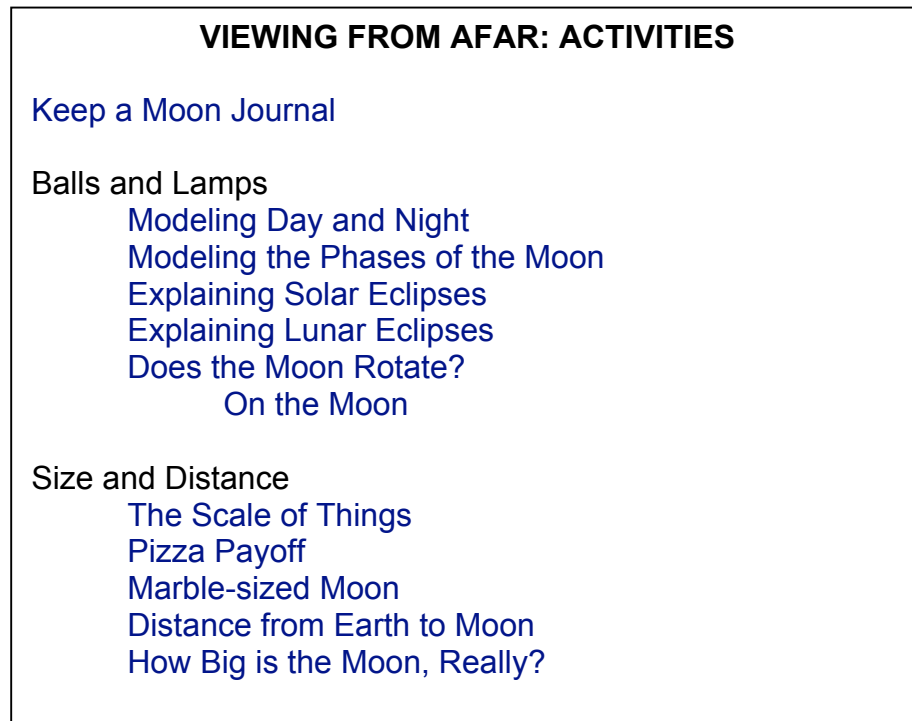 VIEWING FROM AFAR: ACTIVITIES
Keep a Moon Journal
Balls and Lamps
Modeling Day and Night
Modeling the Phases of the Moon
Explaining Solar Eclipses
Explaining Lunar Eclipses
Does the Moon Rotate?
On the Moon
Size and Distance
The Scale of Things
Pizza Payoff
Marble-sized Moon
Distance from Earth to Moon
How Big is the Moon, Really?